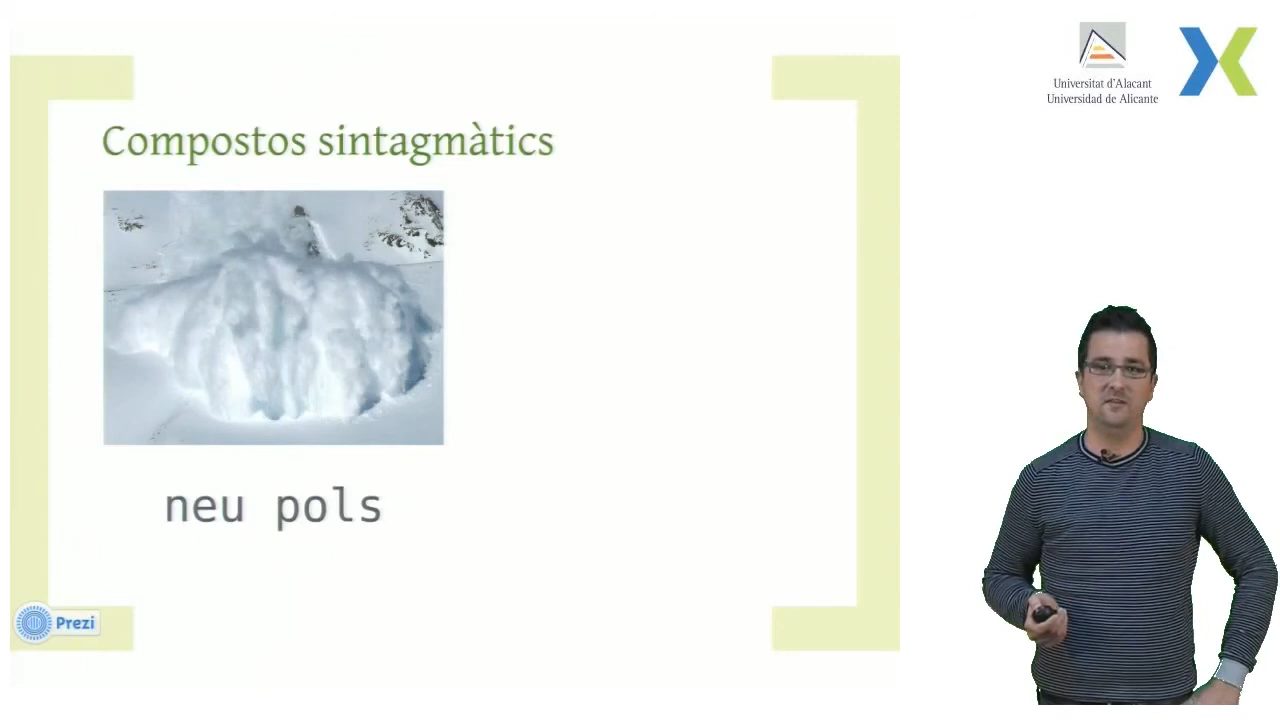 Universitat d'Alacant
Universidad de Alicante
Compostos sintagmàtics
neu pols
Prezi